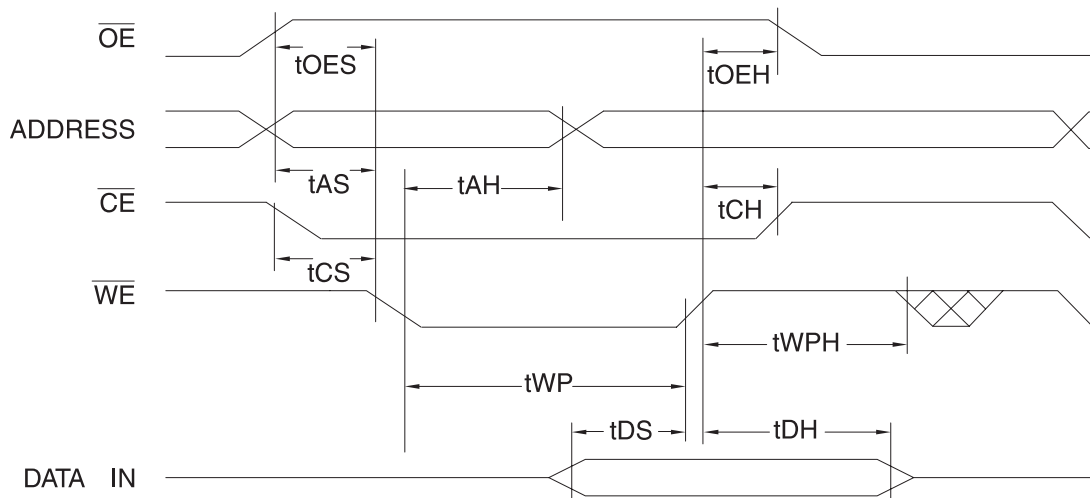 OE
tOES
tOEH
ADDRESS
tAS
tAH
CE
tCH
tCS
WE
tWPH
tWP
tDS
tDH
DATA IN